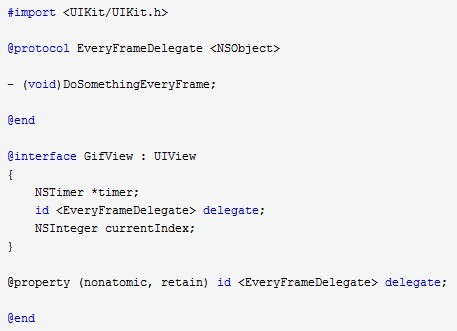 #import <UIKit/UIKit.h>
@protocol EveryFrameDelegate <NSObject>
- (void)DoSomethingEveryFrame;
@end
@interface GifView : UIView
{
    NSTimer *timer;
    id <EveryFrameDelegate> delegate;
    NSInteger currentIndex;
}
@property (nonatomic, retain) id <EveryFrameDelegate> delegate;
@end